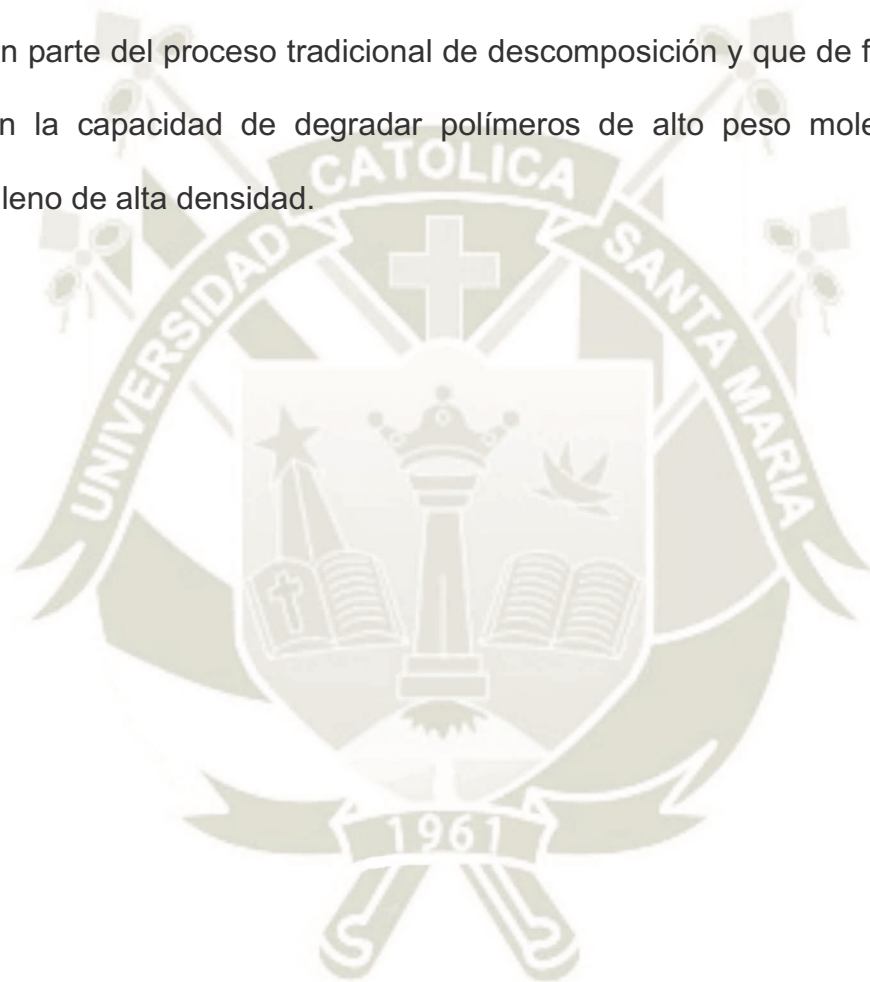 n parte del proceso tradicional de descomposición y que de f
n la capacidad de degradar polímeros de alto peso mole
leno de alta densidad.
UNIVERSIDAD CATÓLICA SANTA MARIA
1961